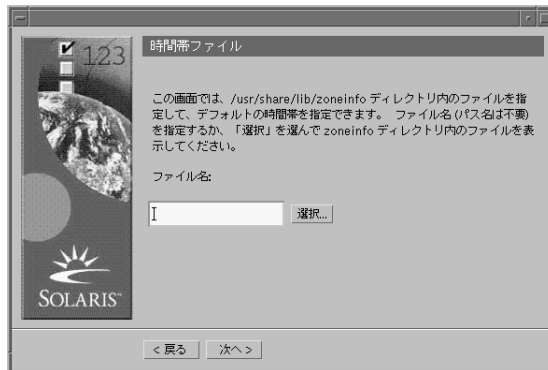 123
時間帯ファイル
この画面では、/usr/share/lib/zoneinfo ディレクトリ内のファイルを指
定して、デフォルトの時間帯を指定できます。 ファイル名 (パス名は不要)
を指定するか、「選択」を選んで zoneinfo ディレクトリ内のファイルを表
示してください。
ファイル名:
選択...
SOLARIS™
< 戻る
次へ >